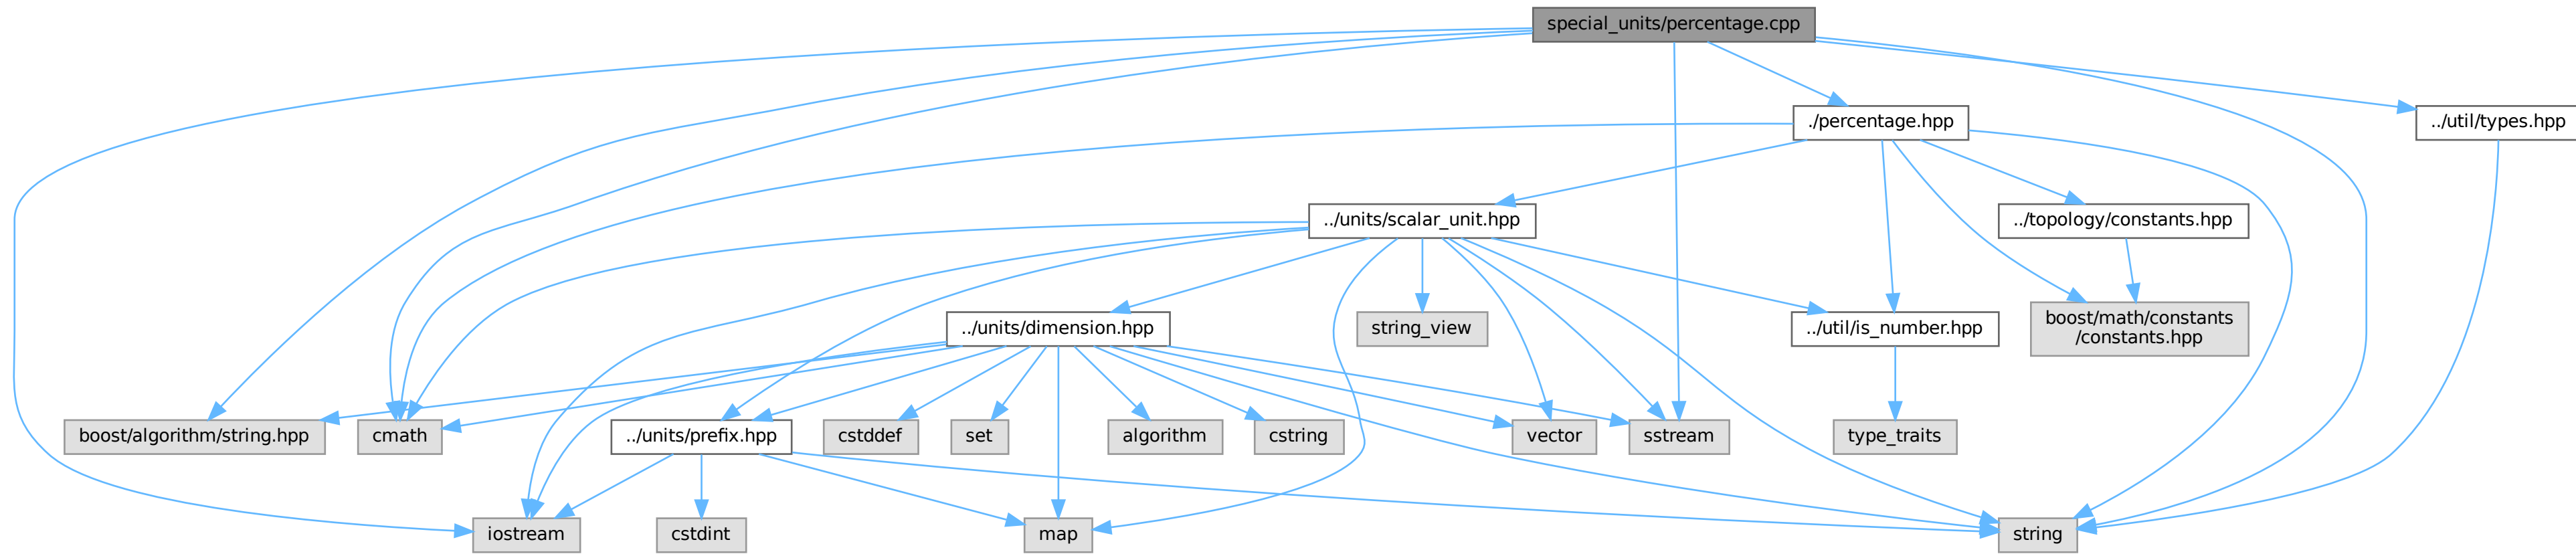 special_units/percentage.cpp
./percentage.hpp
../util/types.hpp
../units/scalar_unit.hpp
../topology/constants.hpp
../units/dimension.hpp
string_view
../util/is_number.hpp
boost/math/constants
/constants.hpp
boost/algorithm/string.hpp
cmath
../units/prefix.hpp
cstddef
set
algorithm
cstring
vector
sstream
type_traits
iostream
cstdint
map
string